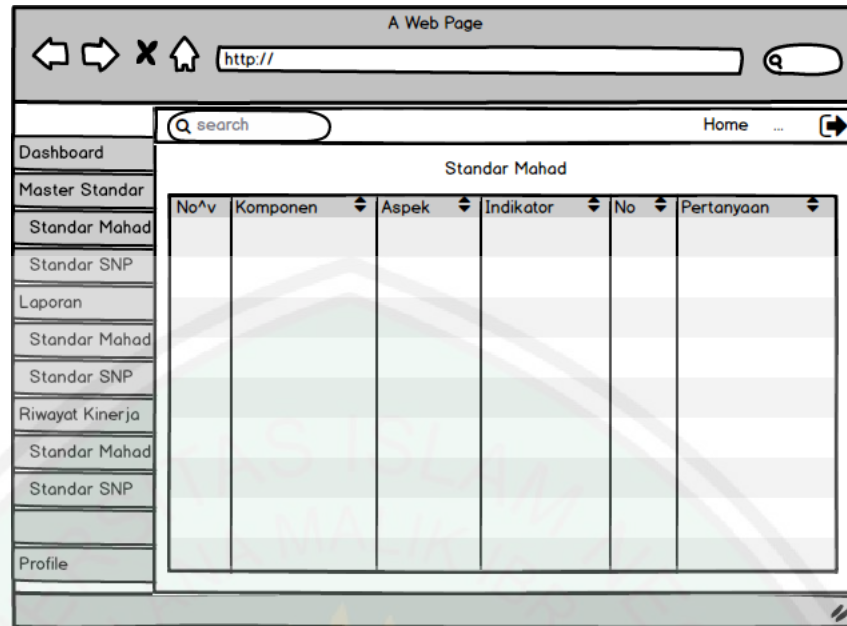 A Web Page
http://
search
Home ...
Dashboard
Master Standar
Standar Mahad
Standar SNP
Laporan
Standar Mahad
Standar SNP
Riwayat Kinerja
Standar Mahad
Standar SNP
Profile
Standar Mahad
No^v Komponen Aspek Indikator No Pertanyaan